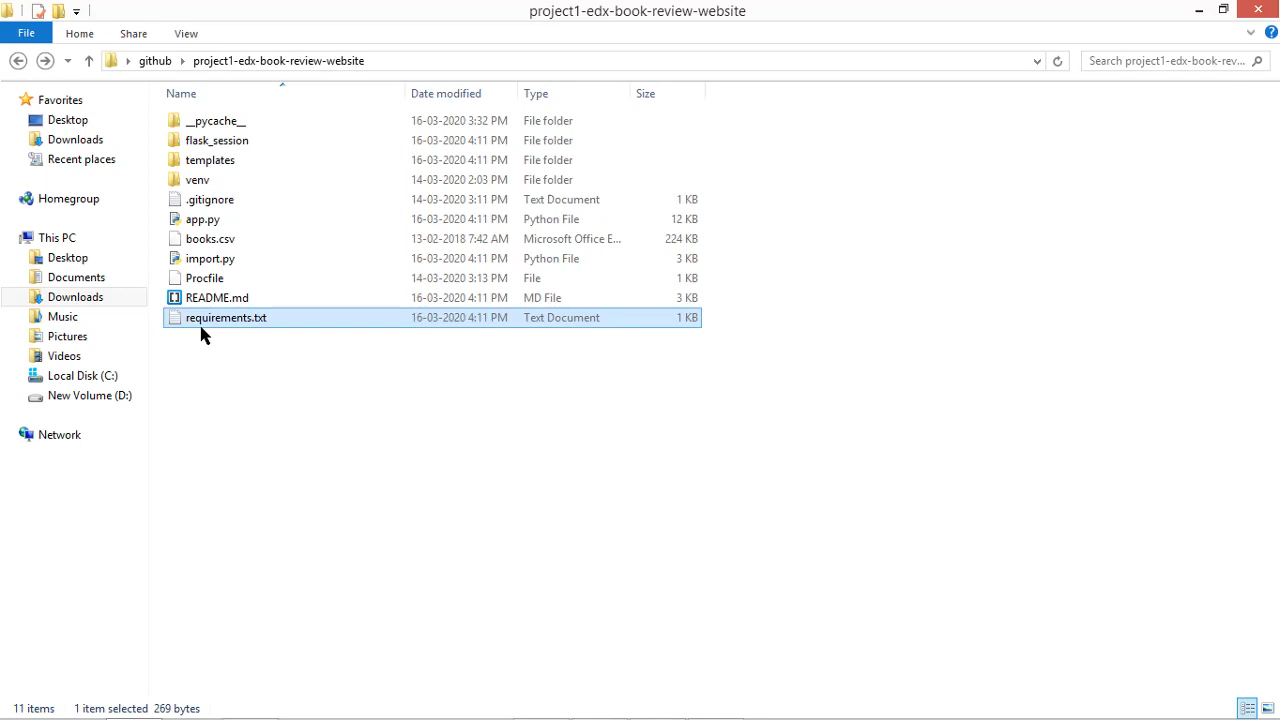 project1-edx-book-review-website
File Home Share View
github project1-edx-book-review-website Search project1-edx-book-rev...
Name Date modified Type Size
Favorites
Desktop
Downloads
Recent places
Homegroup
This PC
Desktop
Documents
Downloads
Music
Pictures
Videos
Local Disk (C:)
New Volume (D:)
Network
__pycache__ 16-03-2020 3:32 PM File folder
flask_session 16-03-2020 4:11 PM File folder
templates 16-03-2020 4:11 PM File folder
venv 14-03-2020 2:03 PM File folder
.gitignore 14-03-2020 3:11 PM Text Document 1 KB
app.py 16-03-2020 4:11 PM Python File 12 KB
books.csv 13-02-2018 7:42 AM Microsoft Office E... 224 KB
import.py 16-03-2020 4:11 PM Python File 3 KB
Procfile 14-03-2020 3:13 PM File 1 KB
README.md 16-03-2020 4:11 PM MD File 3 KB
requirements.txt 16-03-2020 4:11 PM Text Document 1 KB
11 items 1 item selected 269 bytes